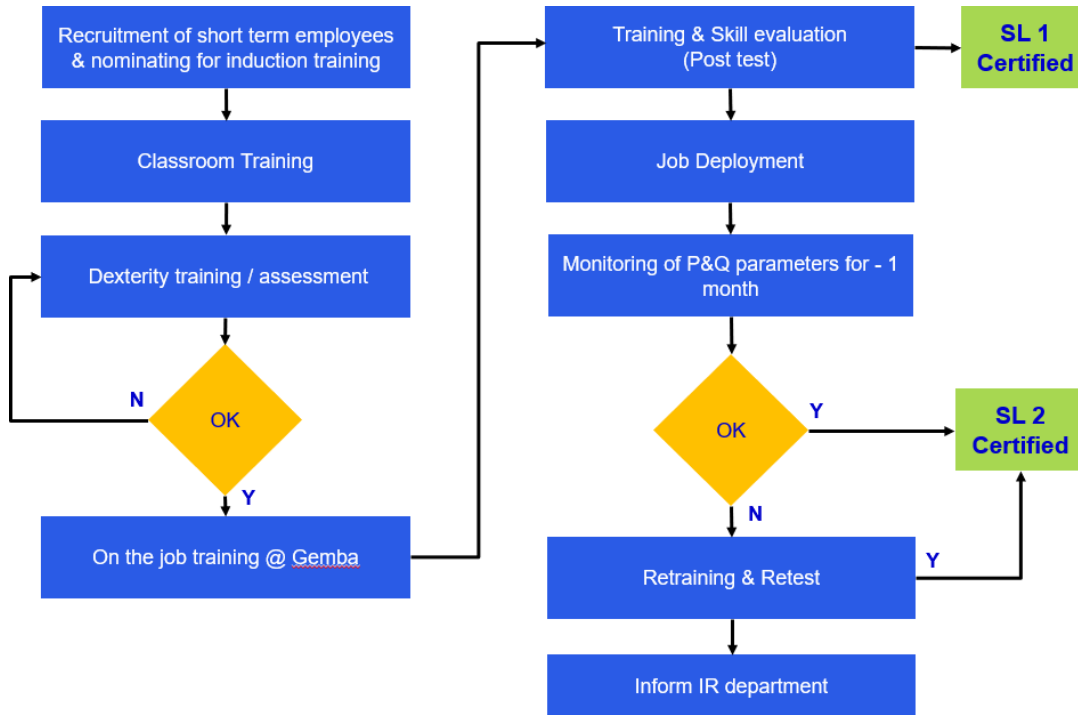 Recruitment of short term employees
& nominating for induction training
Classroom Training
Dexterity training / assessment
N
OK
Y
On the job training @ Gemba
Training & Skill evaluation
(Post test)
SL 1
Certified
Job Deployment
Monitoring of P&Q parameters for - 1
month
OK
Y
SL 2
Certified
N
Retraining & Retest
Y
Inform IR department